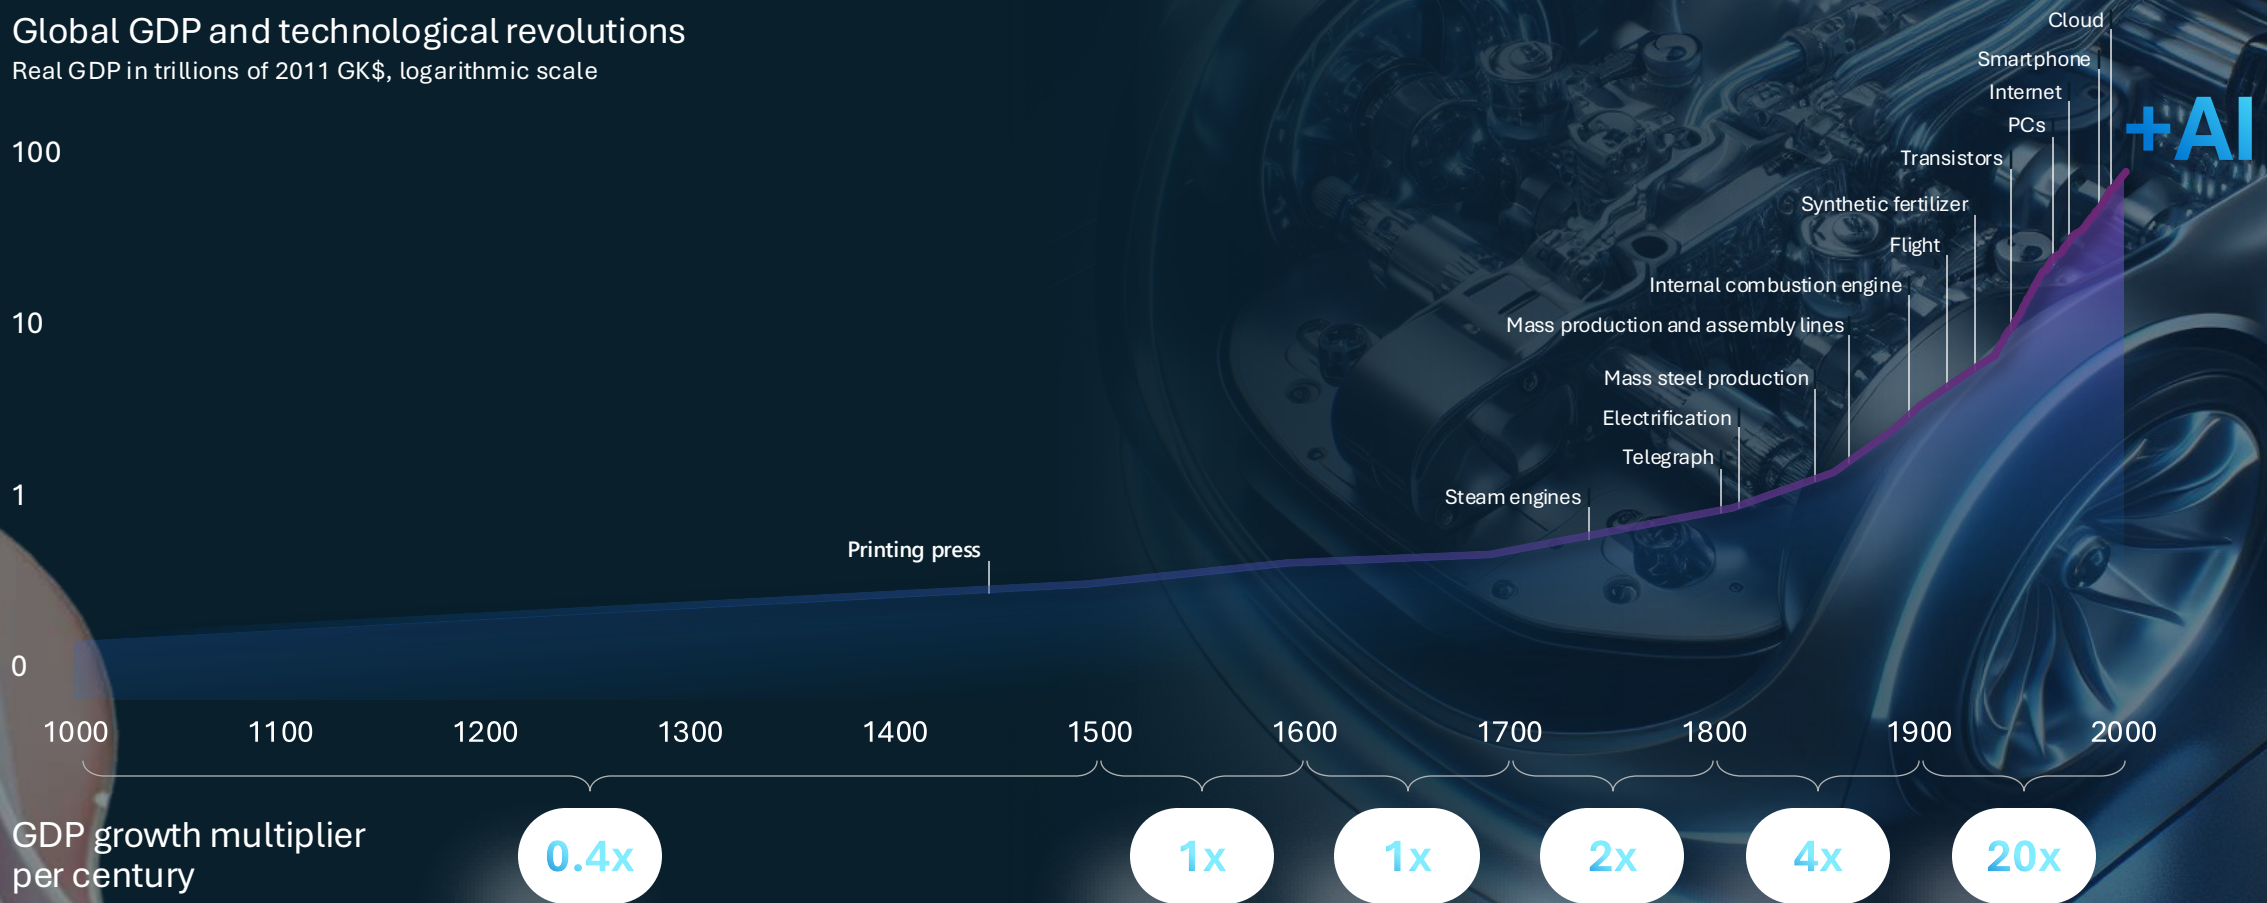 Global GDP and technological revolutions
Real GDP in trillions of 2011 GK$, logarithmic scale
Cloud
Smartphone
Internet
PCs
+AI
100
Transistors
Synthetic fertilizer
Flight
Internal combustion engine
10
Mass production and assembly lines
Mass steel production
Electrification
Telegraph
1
Steam engines
Printing press
0
1000 1100 1200 1300 1400 1500 1600 1700 1800 1900 2000
GDP growth multiplier
per century
0.4x 1x 1x 2x 4x 20x